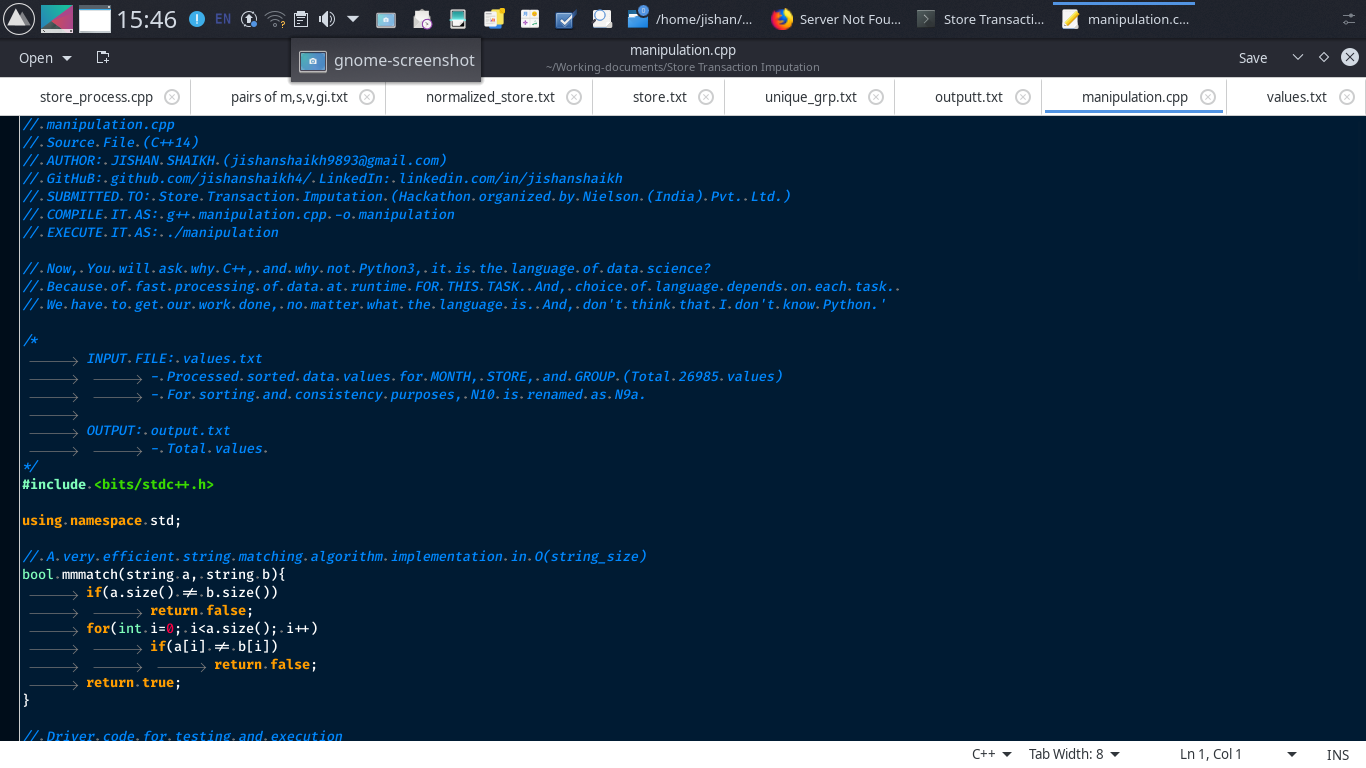 15:46 EN /home/jishan/... Server Not Fou... Store Transacti... manipulation.c...
gnome-screenshot
Open manipulation.cpp Save
~/Working-documents/Store Transaction Imputation
store_process.cpp pairs of m,s,v,gi.txt normalized_store.txt store.txt unique_grp.txt outputt.txt manipulation.cpp values.txt
// manipulation.cpp
// Source File (C++14)
// AUTHOR: JISHAN SHAIKH (jishanshaikh9893@gmail.com)
// GitHuB: github.com/jishanshaikh4/ LinkedIn: linkedin.com/in/jishanshaikh
// SUBMITTED TO: Store Transaction Imputation (Hackathon organized by Nielson (India) Pvt. Ltd.)
// COMPILE IT AS: g++ manipulation.cpp -o manipulation
// EXECUTE IT AS: ./manipulation
// Now, You will ask why C++, and why not Python3, it is the language of data science?
// Because of fast processing of data at runtime FOR THIS TASK. And, choice of language depends on each task.
// We have to get our work done, no matter what the language is. And, don't think that I don't know Python '
/*
INPUT FILE: values.txt
- Processed sorted data values for MONTH, STORE, and GROUP (Total 26985 values)
- For sorting and consistency purposes, N10 is renamed as N9a.
OUTPUT: output.txt
- Total values.
*/
#include <bits/stdc++.h>
using namespace std;
// A very efficient string matching algorithm implementation in O(string_size)
bool mmmatch(string a, string b){
if(a.size() != b.size())
return false;
for(int i=0; i<a.size(); i++)
if(a[i] != b[i])
return false;
return true;
}
// Driver code for testing and execution
C++ Tab Width: 8 Ln 1, Col 1 INS